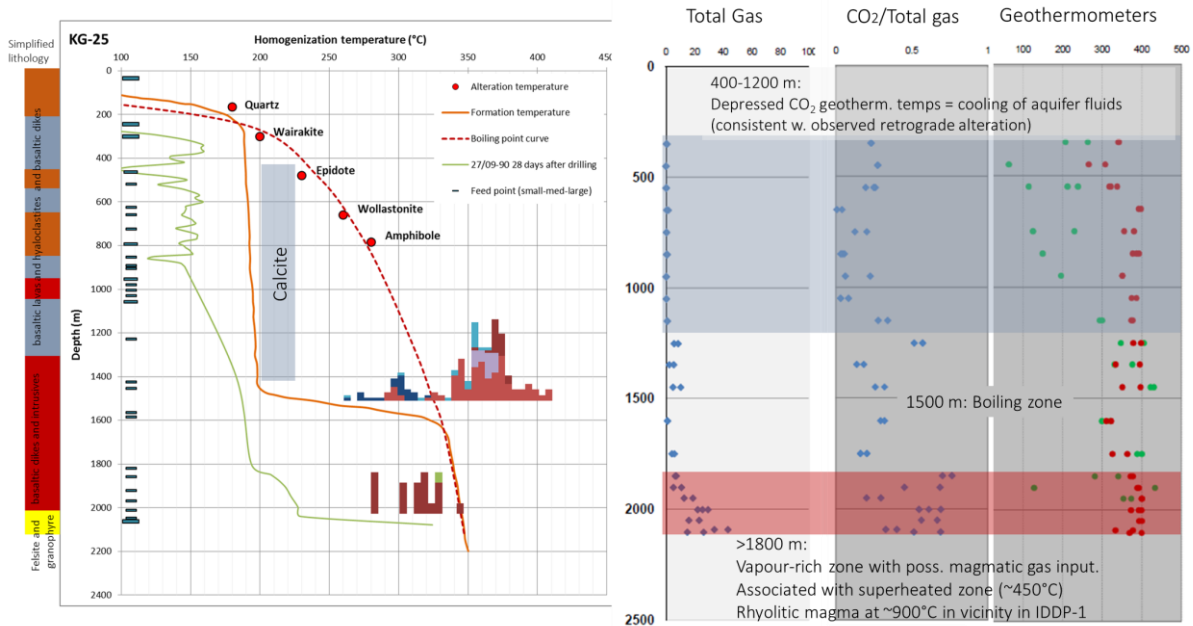 Simplified
lithology
basaltic lavas and hyaloclastites and basaltic dikes
basaltic dikes and intrusives
Felsite and
granophyre
KG-25
Homogenization temperature (°C)
100 150 200 250 300 350 400 450
Depth (m)
0
200
400
600
800
1000
1200
1400
1600
1800
2000
2200
2400
Quartz
Wairakite
Epidote
Wollastonite
Amphibole
Calcite
Alteration temperature
Formation temperature
Boiling point curve
27/09-90 28 days after drilling
Feed point (small-med-large)
Total Gas
CO2/Total gas
Geothermometers
0 20 40 60 80 100
0 0.5 1
100 200 300 400 500
0
500
1000
1500
2000
2500
400-1200 m:
Depressed CO2 geotherm. temps = cooling of aquifer fluids
(consistent w. observed retrograde alteration)
1500 m: Boiling zone
>1800 m:
Vapour-rich zone with poss. magmatic gas input.
Associated with superheated zone (~450°C)
Rhyolitic magma at ~900°C in vicinity in IDDP-1